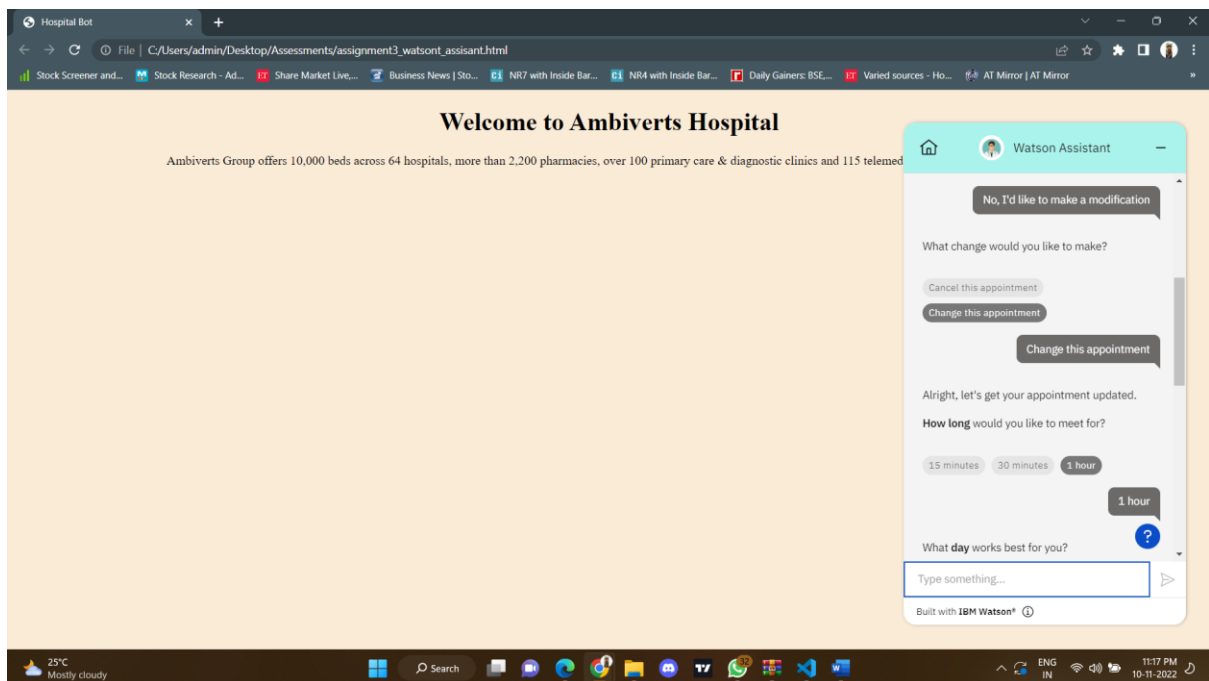 Hospital Bot
File | C:/Users/admin/Desktop/Assessments/assignment3_watsont_assisant.html
Stock Screener and... Stock Research - Ad... Share Market Live,... Business News | Sto... NR7 with Inside Bar... NR4 with Inside Bar... Daily Gainers: BSE,... Varied sources - Ho... AT Mirror | AT Mirror »
Welcome to Ambiverts Hospital
Ambiverts Group offers 10,000 beds across 64 hospitals, more than 2,200 pharmacies, over 100 primary care & diagnostic clinics and 115 telemed
Watson Assistant
No, I'd like to make a modification
What change would you like to make?
Cancel this appointment
Change this appointment
Change this appointment
Alright, let's get your appointment updated.
How long would you like to meet for?
15 minutes 30 minutes 1 hour
1 hour
?
What day works best for you?
Type something...
Built with IBM Watson®
25°C
Mostly cloudy
Search
ENG
IN
11:17 PM
10-11-2022